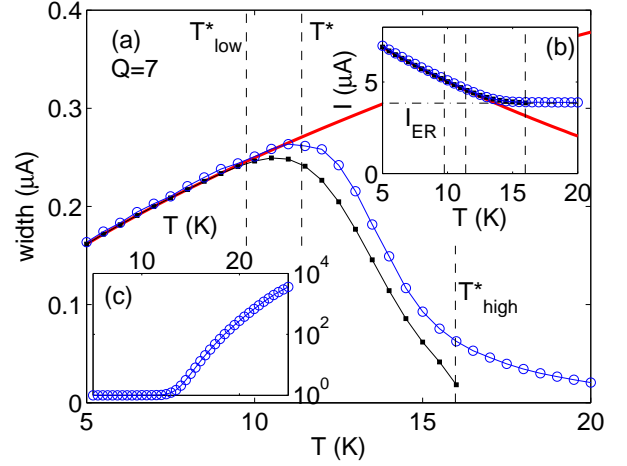 (a)
Q=7
T*low
T*
(b)
I (μA)
5
0
I_ER
5
10
15
20
T (K)
width (μA)
0.4
0.3
0.2
0.1
0
T (K)
10
20
(c)
10^4
10^2
10^0
T*high
5
10
15
20
T (K)